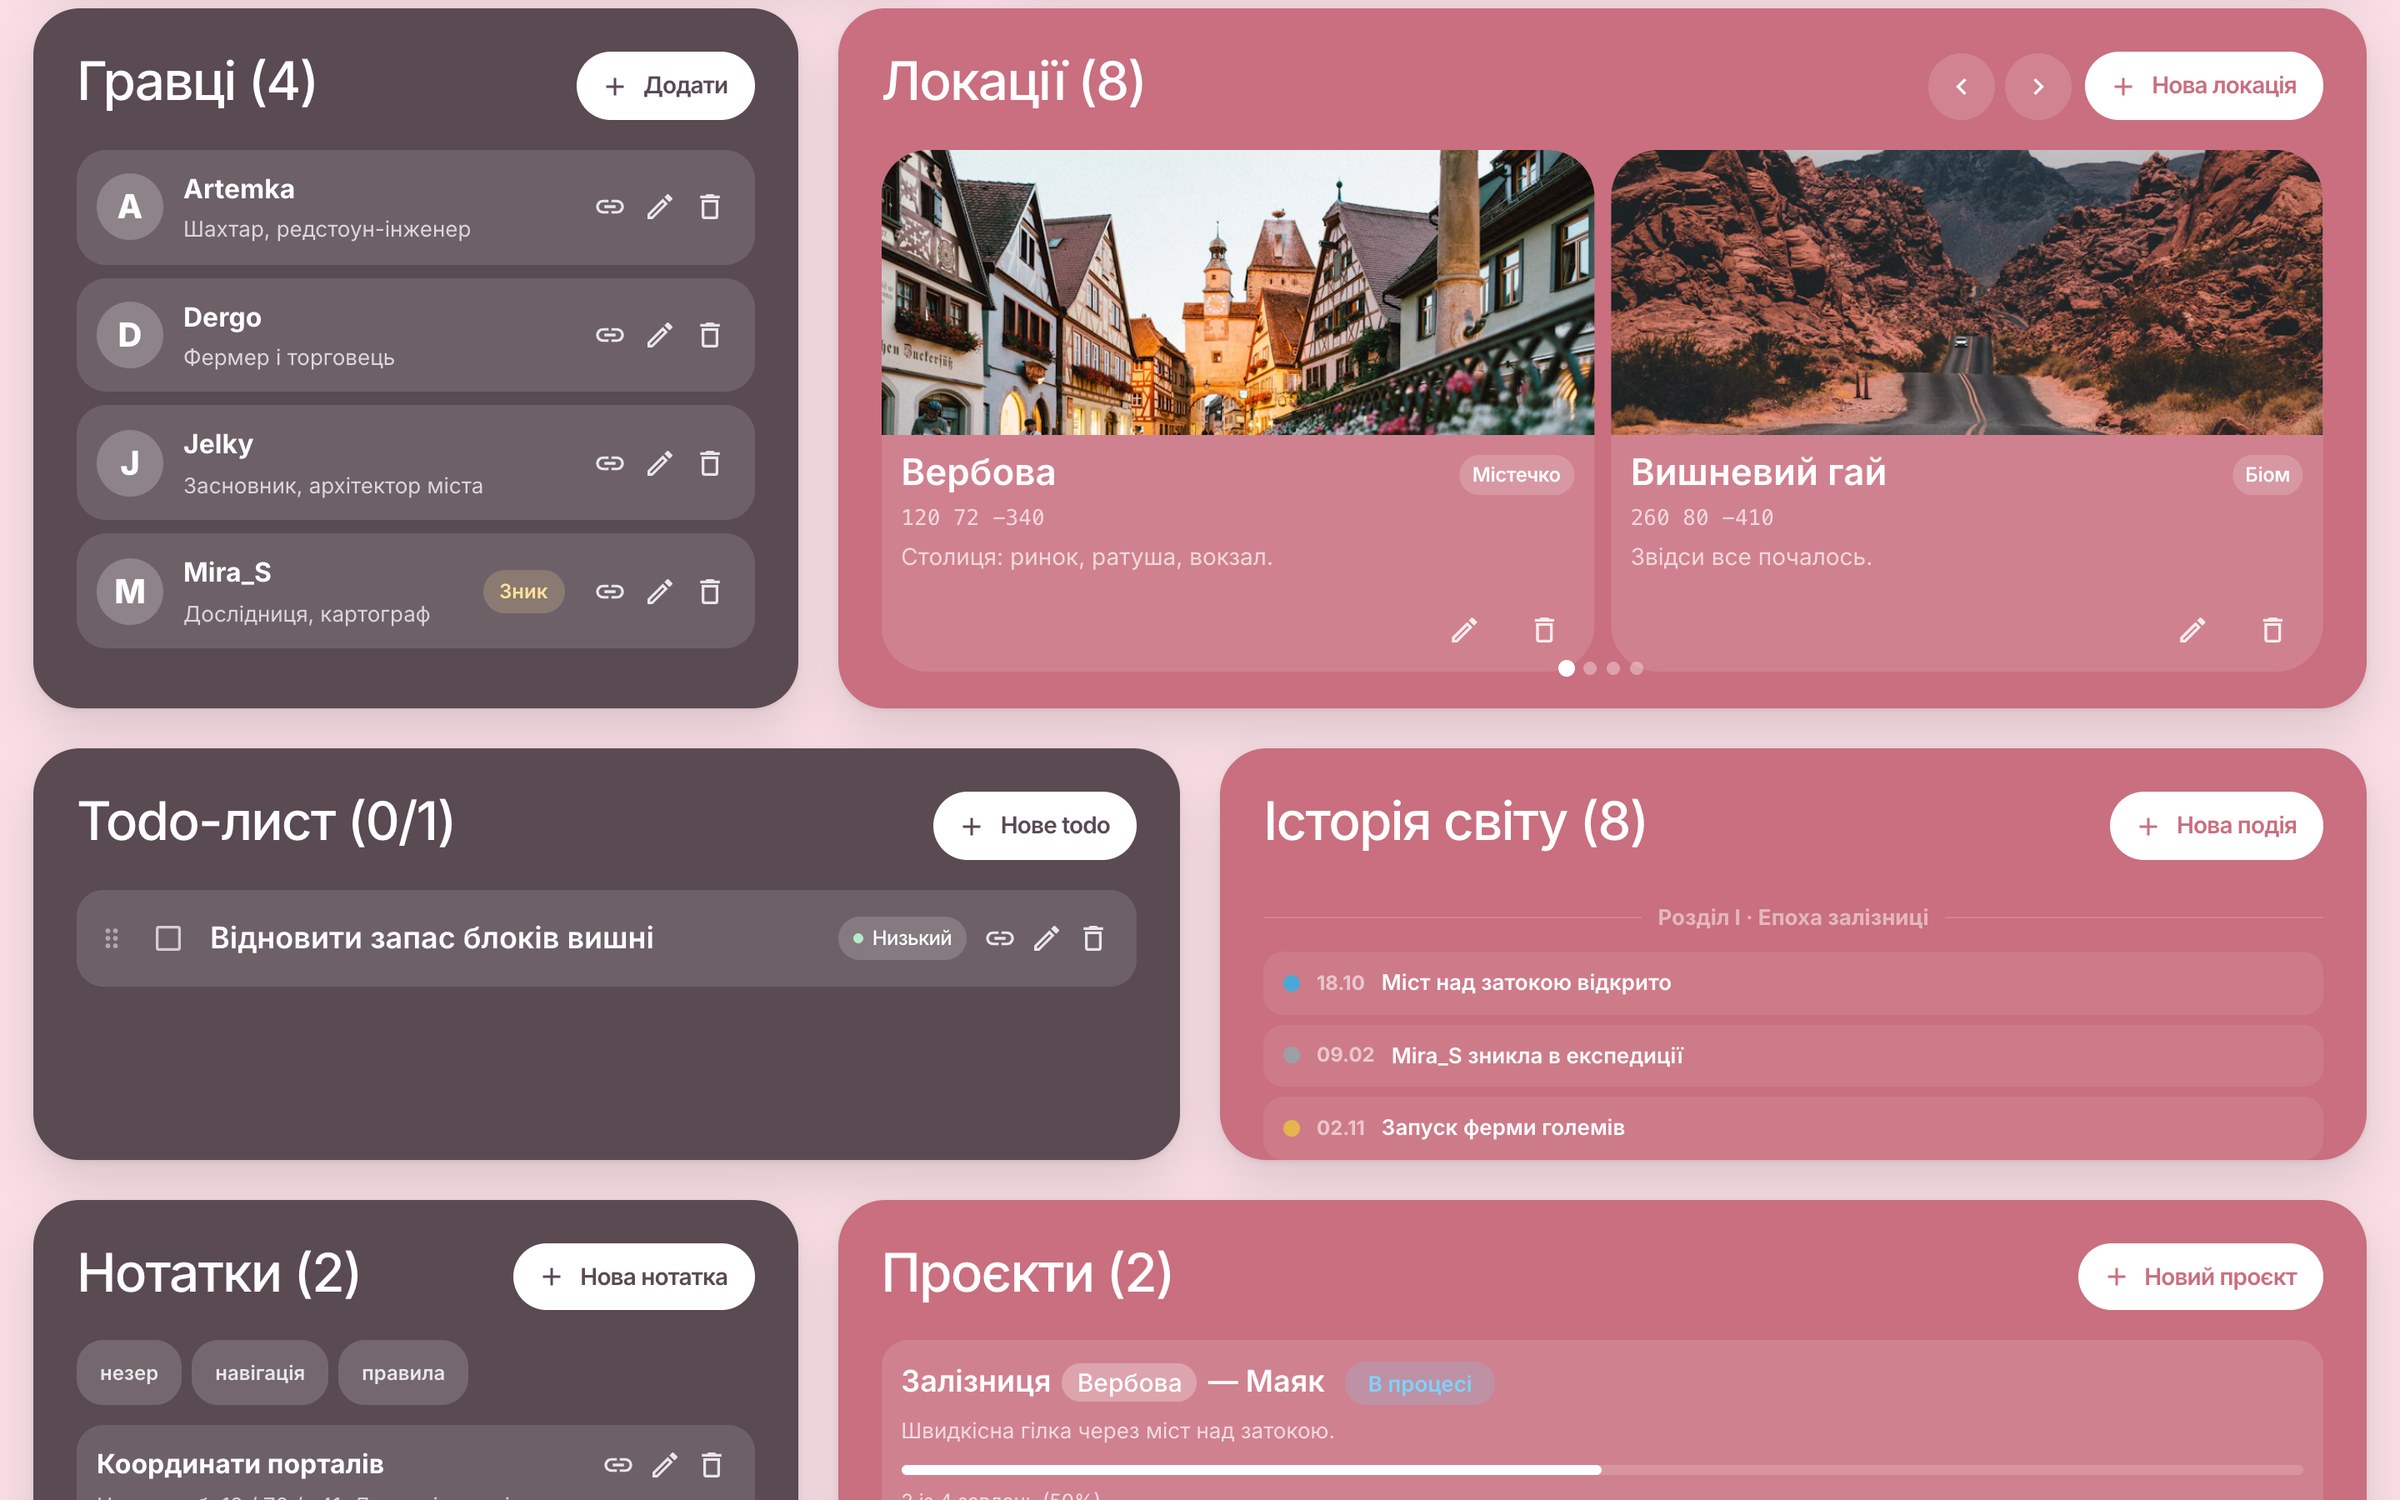 Гравці (4)
+ Додати
A
Artemka
Шахтар, редстоун-інженер
D
Dergo
Фермер і торговець
J
Jelky
Засновник, архітектор міста
M
Mira_S
Дослідниця, картограф
Зник
Локації (8)
+ Нова локація
Вербова
Містечко
120 72 −340
Столиця: ринок, ратуша, вокзал.
Вишневий гай
Біом
260 80 −410
Звідси все почалось.
Todo-лист (0/1)
+ Нове todo
Відновити запас блоків вишні
Низький
Історія світу (8)
+ Нова подія
Розділ I · Епоха залізниці
18.10 Міст над затокою відкрито
09.02 Mira_S зникла в експедиції
02.11 Запуск ферми големів
Нотатки (2)
+ Нова нотатка
незер
навігація
правила
Координати порталів
Проєкти (2)
+ Новий проєкт
Залізниця Вербова — Маяк
В процесі
Швидкісна гілка через міст над затокою.